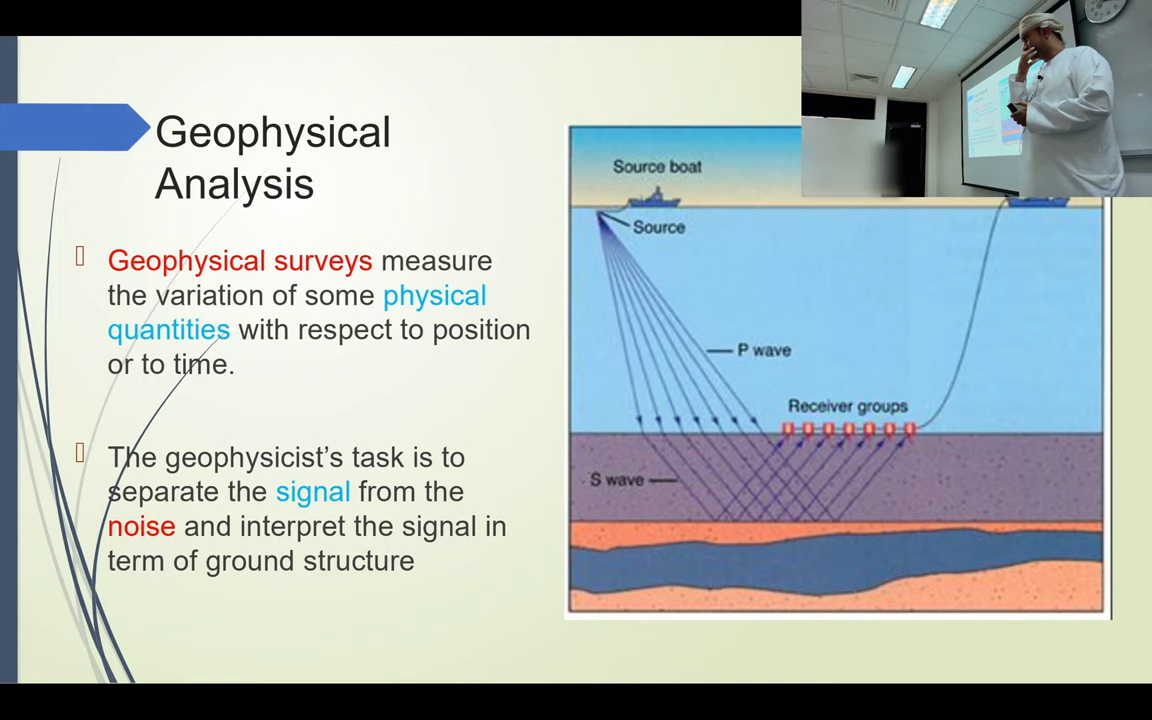 Geophysical
Analysis
Geophysical surveys measure
the variation of some physical
quantities with respect to position
or to time.
The geophysicist’s task is to
separate the signal from the
noise and interpret the signal in
term of ground structure
Source boat
Source
P wave
Receiver groups
S wave